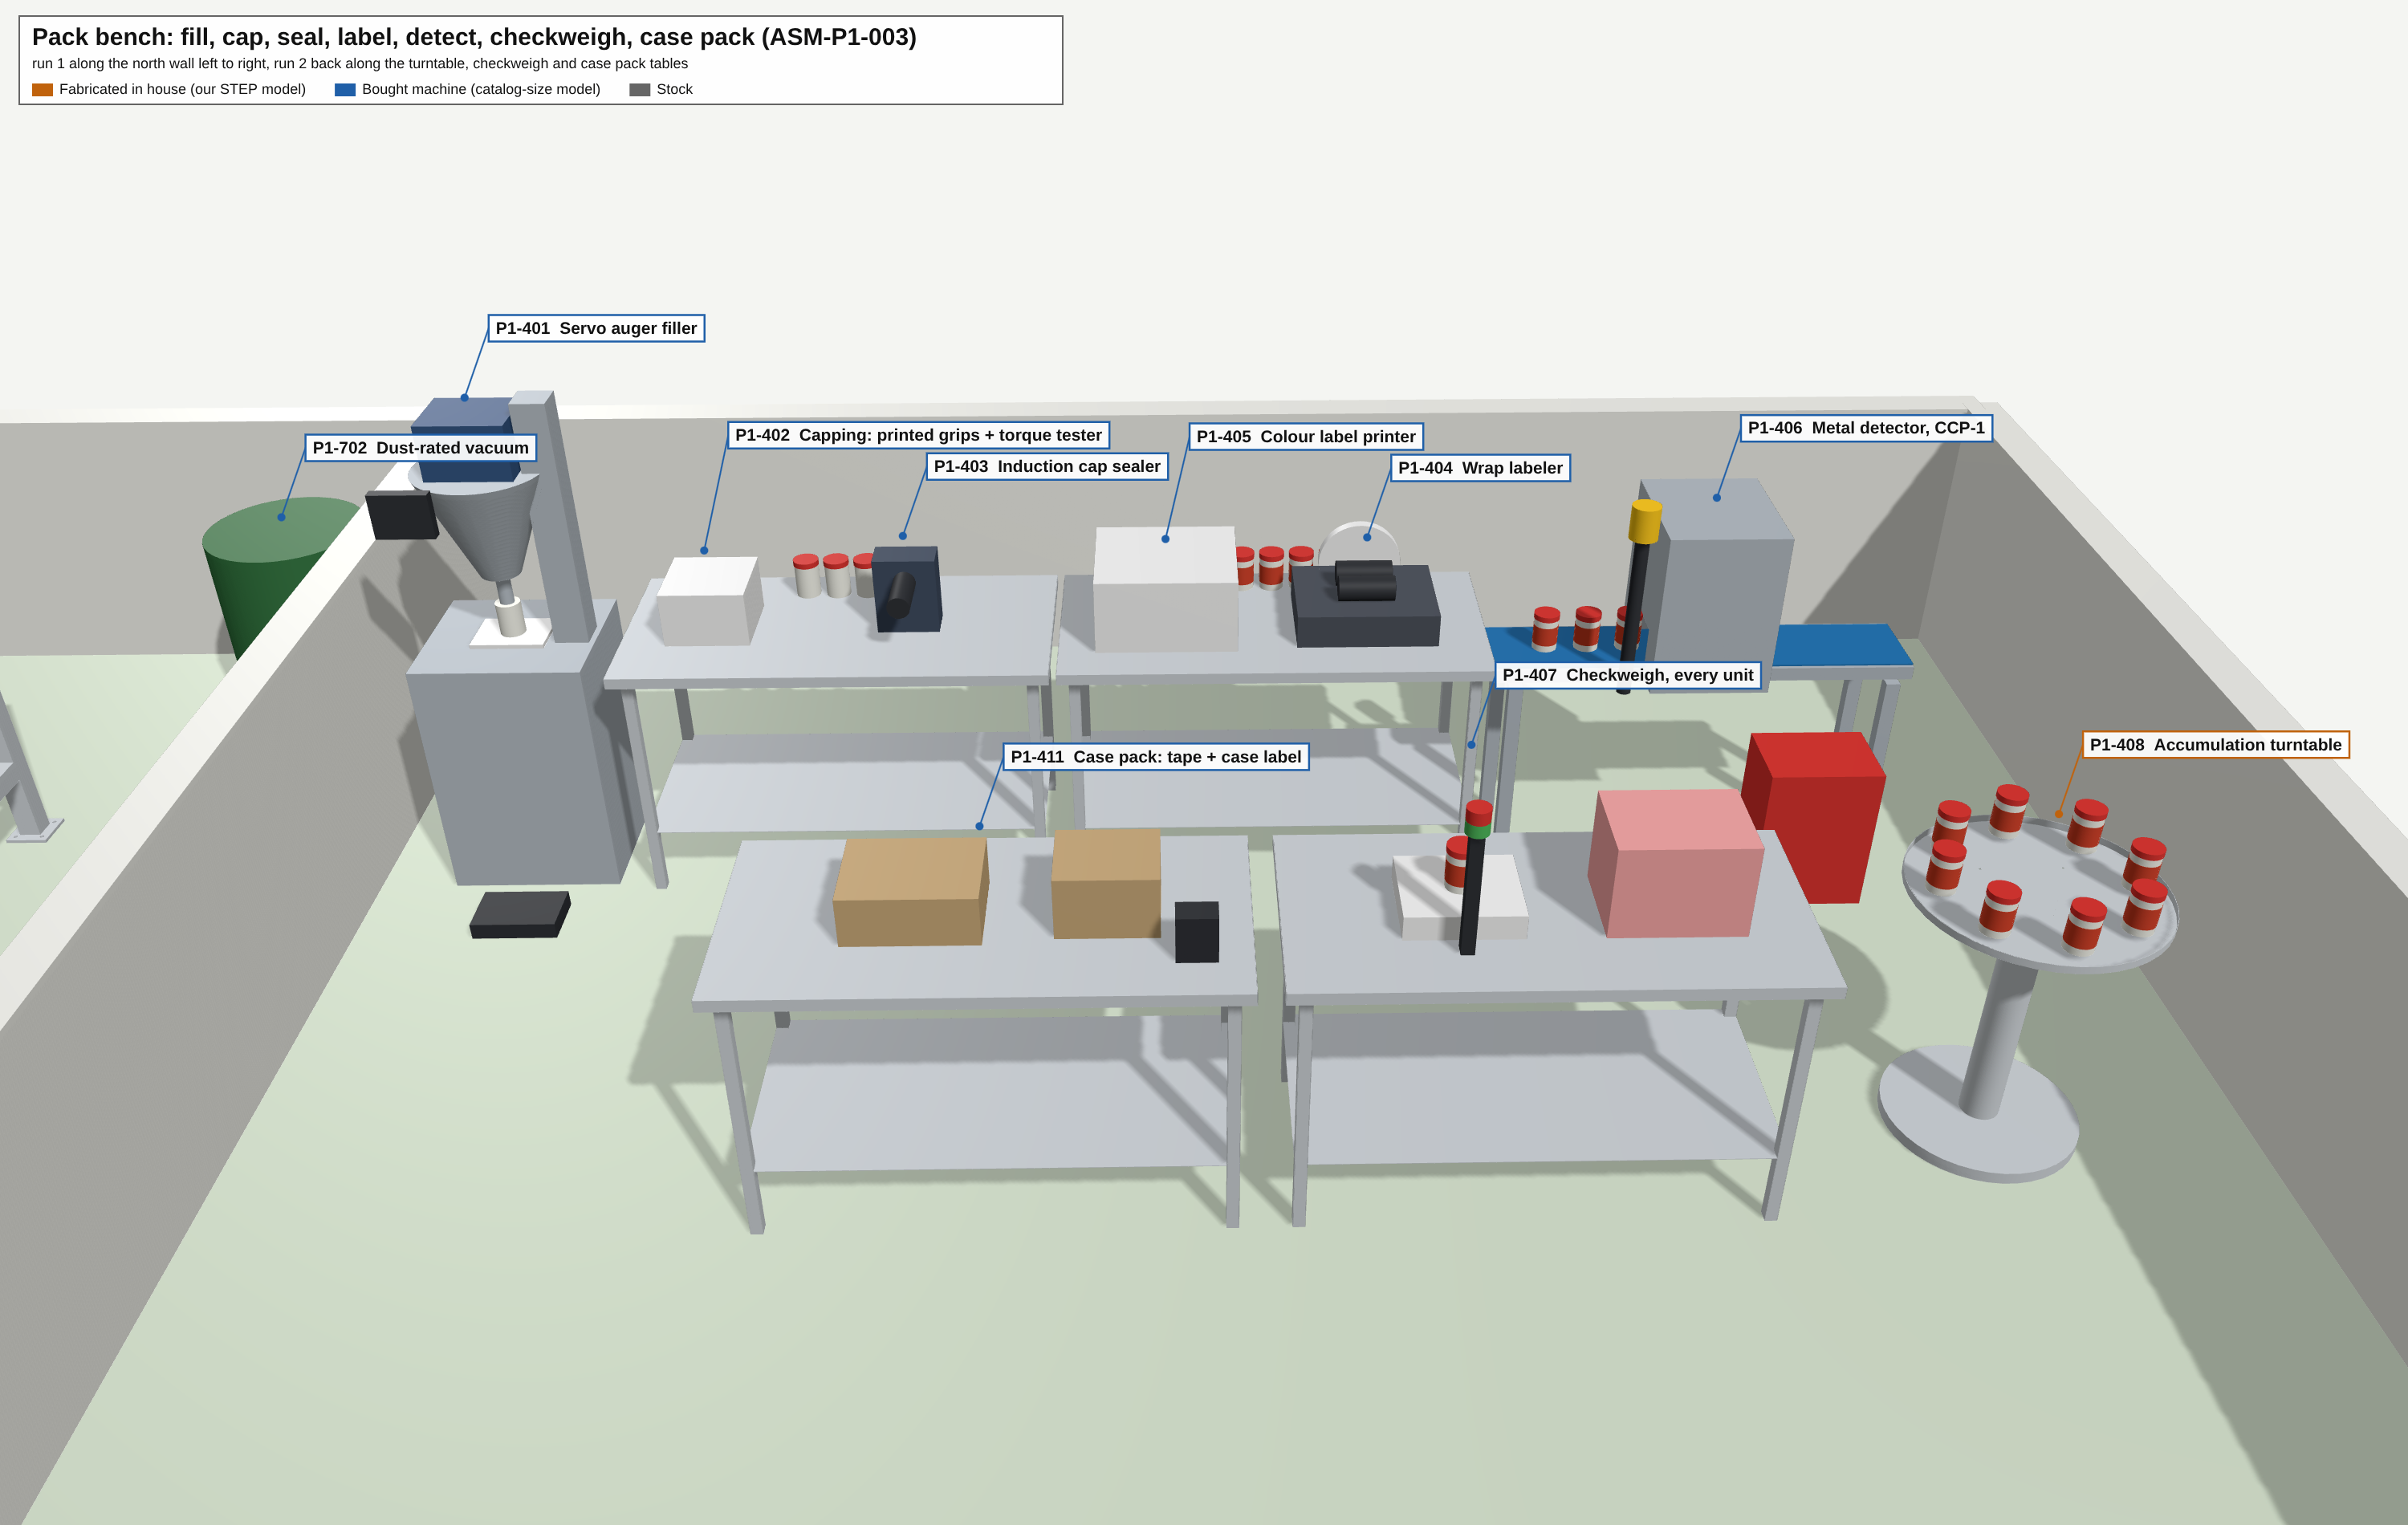 Pack bench: fill, cap, seal, label, detect, checkweigh, case pack (ASM-P1-003)
run 1 along the north wall left to right, run 2 back along the turntable, checkweigh and case pack tables
Fabricated in house (our STEP model)
Bought machine (catalog-size model)
Stock
P1-401 Servo auger filler
P1-702 Dust-rated vacuum
P1-402 Capping: printed grips + torque tester
P1-403 Induction cap sealer
P1-405 Colour label printer
P1-404 Wrap labeler
P1-406 Metal detector, CCP-1
P1-407 Checkweigh, every unit
P1-411 Case pack: tape + case label
P1-408 Accumulation turntable